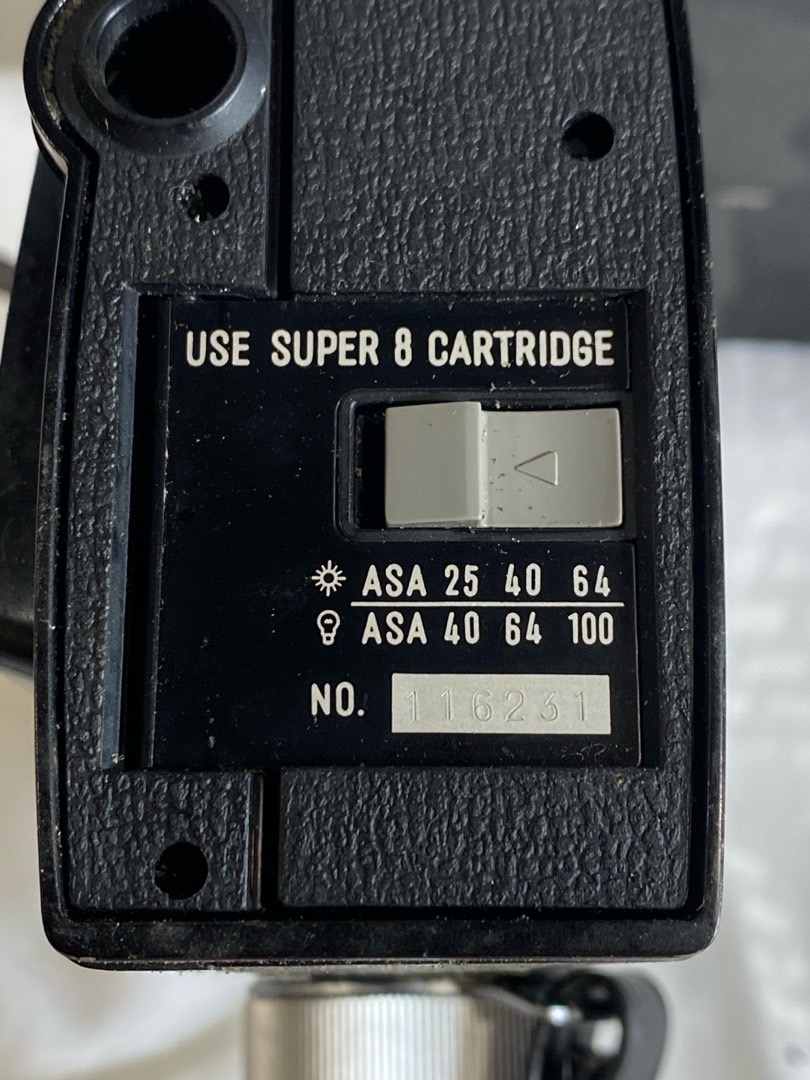 USE SUPER 8 CARTRIDGE
ASA 25 40 64
ASA 40 64 100
NO. 116231